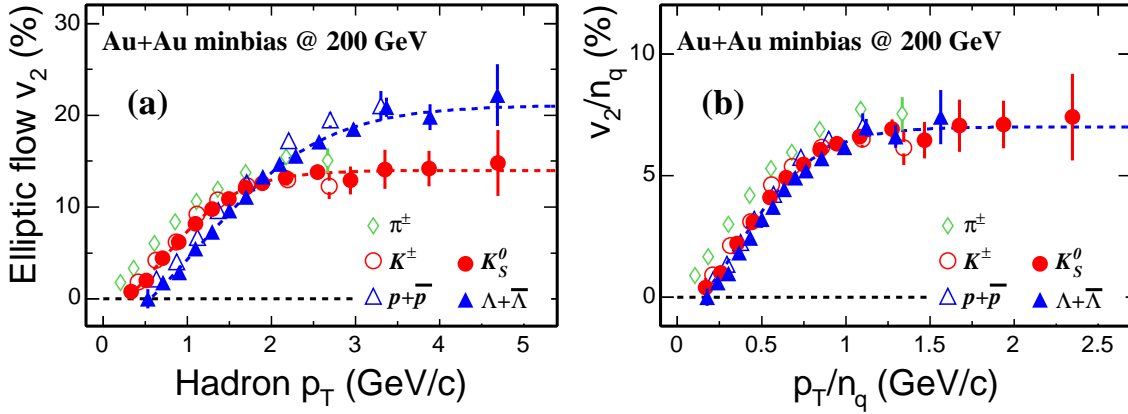 Elliptic flow v2 (%)
30
20
10
0
Au+Au minbias @ 200 GeV
(a)
π±
K±
K0S
p+p̅
Λ+Λ̅
0 1 2 3 4 5
Hadron pT (GeV/c)
v2/nq (%)
10
5
0
Au+Au minbias @ 200 GeV
(b)
π±
K±
K0S
p+p̅
Λ+Λ̅
0 0.5 1 1.5 2 2.5
pT/nq (GeV/c)